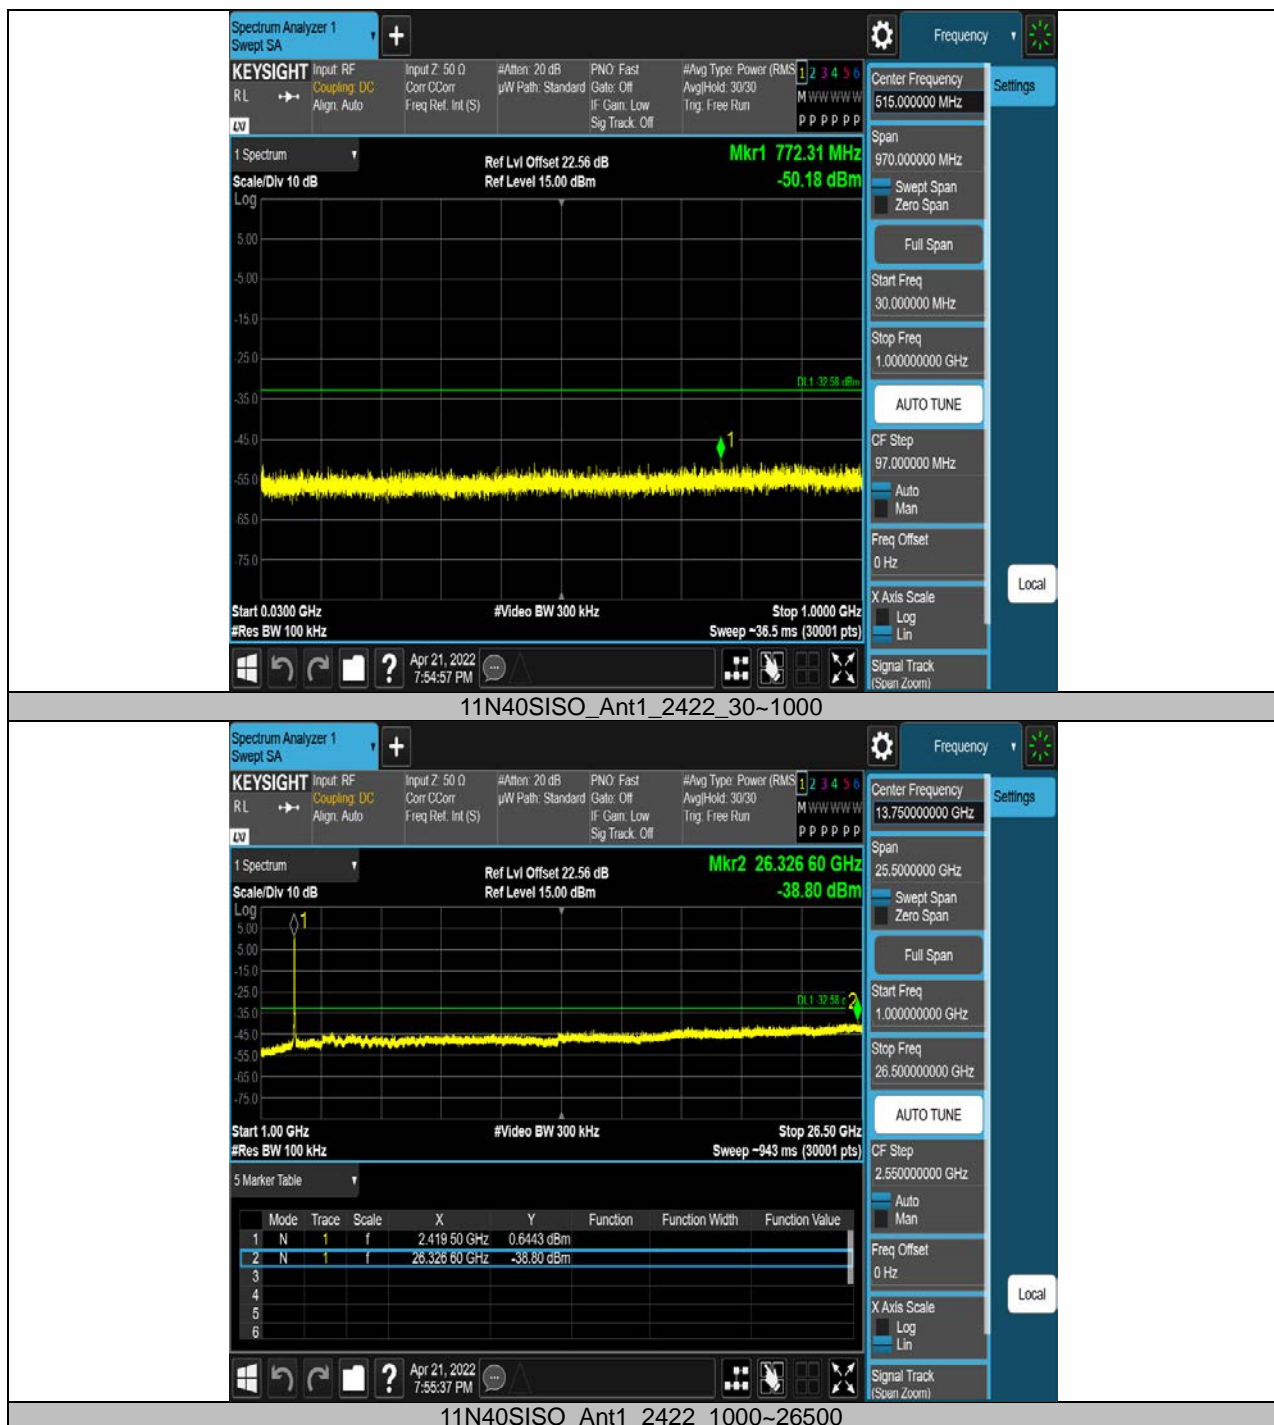 Spectrum Analyzer 1
Swept SA
+
Frequency
KEYSIGHT
RL
LXI
Input: RF
Coupling: DC
Align: Auto
Input Z: 50 Ω
Corr CCorr
Freq Ref: Int (S)
#Atten: 20 dB
µW Path: Standard
PNO: Fast
Gate: Off
IF Gain: Low
Sig Track: Off
#Avg Type: Power (RMS
Avg|Hold: 30/30
Trig: Free Run
1 2 3 4 5 6
M W W W W W
P P P P P P
1 Spectrum
Scale/Div 10 dB
Ref Lvl Offset 22.56 dB
Ref Level 15.00 dBm
Mkr1 772.31 MHz
-50.18 dBm
Log
5.00
-5.00
-15.0
-25.0
DL1 -32.58 dBm
-35.0
-45.0
1
-55.0
-65.0
-75.0
Start 0.0300 GHz
#Res BW 100 kHz
#Video BW 300 kHz
Stop 1.0000 GHz
Sweep ~36.5 ms (30001 pts)
Apr 21, 2022
7:54:57 PM
Center Frequency
515.000000 MHz
Settings
Span
970.000000 MHz
Swept Span
Zero Span
Full Span
Start Freq
30.000000 MHz
Stop Freq
1.000000000 GHz
AUTO TUNE
CF Step
97.000000 MHz
Auto
Man
Freq Offset
0 Hz
X Axis Scale
Log
Lin
Local
Signal Track
(Span Zoom)
11N40SISO_Ant1_2422_30~1000
Spectrum Analyzer 1
Swept SA
+
Frequency
KEYSIGHT
RL
LXI
Input: RF
Coupling: DC
Align: Auto
Input Z: 50 Ω
Corr CCorr
Freq Ref: Int (S)
#Atten: 20 dB
µW Path: Standard
PNO: Fast
Gate: Off
IF Gain: Low
Sig Track: Off
#Avg Type: Power (RMS
Avg|Hold: 30/30
Trig: Free Run
1 2 3 4 5 6
M W W W W W
P P P P P P
1 Spectrum
Scale/Div 10 dB
Ref Lvl Offset 22.56 dB
Ref Level 15.00 dBm
Mkr2 26.326 60 GHz
-38.80 dBm
Log
1
5.00
-5.00
-15.0
-25.0
DL1 -32.58
2
-35.0
-45.0
-55.0
-65.0
-75.0
Start 1.00 GHz
#Res BW 100 kHz
#Video BW 300 kHz
Stop 26.50 GHz
Sweep ~943 ms (30001 pts)
5 Marker Table
Mode Trace Scale X Y Function Function Width Function Value
1 N 1 f 2.419 50 GHz 0.6443 dBm
2 N 1 f 26.326 60 GHz -38.80 dBm
3
4
5
6
Apr 21, 2022
7:55:37 PM
Center Frequency
13.750000000 GHz
Settings
Span
25.5000000 GHz
Swept Span
Zero Span
Full Span
Start Freq
1.000000000 GHz
Stop Freq
26.500000000 GHz
AUTO TUNE
CF Step
2.550000000 GHz
Auto
Man
Freq Offset
0 Hz
X Axis Scale
Log
Lin
Local
Signal Track
(Span Zoom)
11N40SISO_Ant1_2422_1000~26500